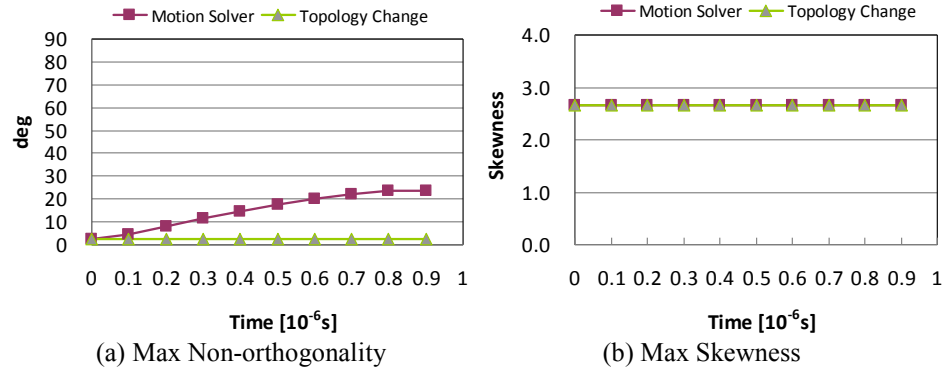 Motion Solver Topology Change
90
80
70
60
50
40
30
20
10
0
deg
0 0.1 0.2 0.3 0.4 0.5 0.6 0.7 0.8 0.9 1
Time [10⁻⁶s]
(a) Max Non-orthogonality
Motion Solver Topology Change
4.0
3.0
2.0
1.0
0.0
Skewness
0 0.1 0.2 0.3 0.4 0.5 0.6 0.7 0.8 0.9 1
Time [10⁻⁶s]
(b) Max Skewness